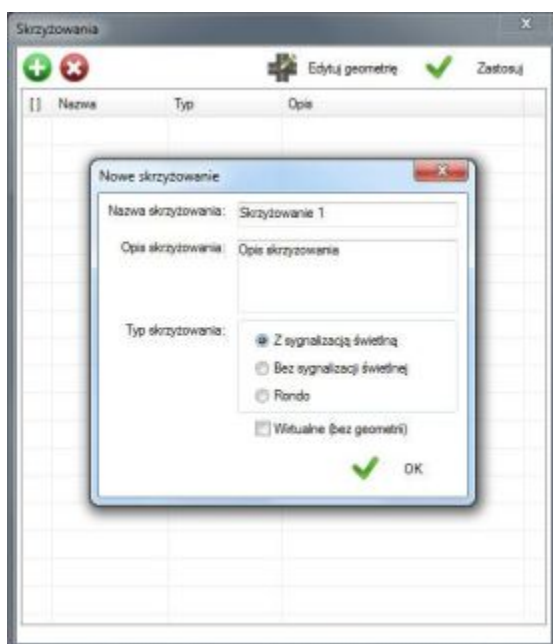 Skrzyżowania
Edytuj geometrię Zastosuj
[ ] Nazwa Typ Opis
Nowe skrzyżowanie
Nazwa skrzyżowania: Skrzyżowanie 1
Opis skrzyżowania: Opis skrzyzowania
Typ skrzyżowania:
Z sygnalizacją świetlną
Bez sygnalizacji świetlnej
Rondo
Wirtualne (bez geometrii)
OK